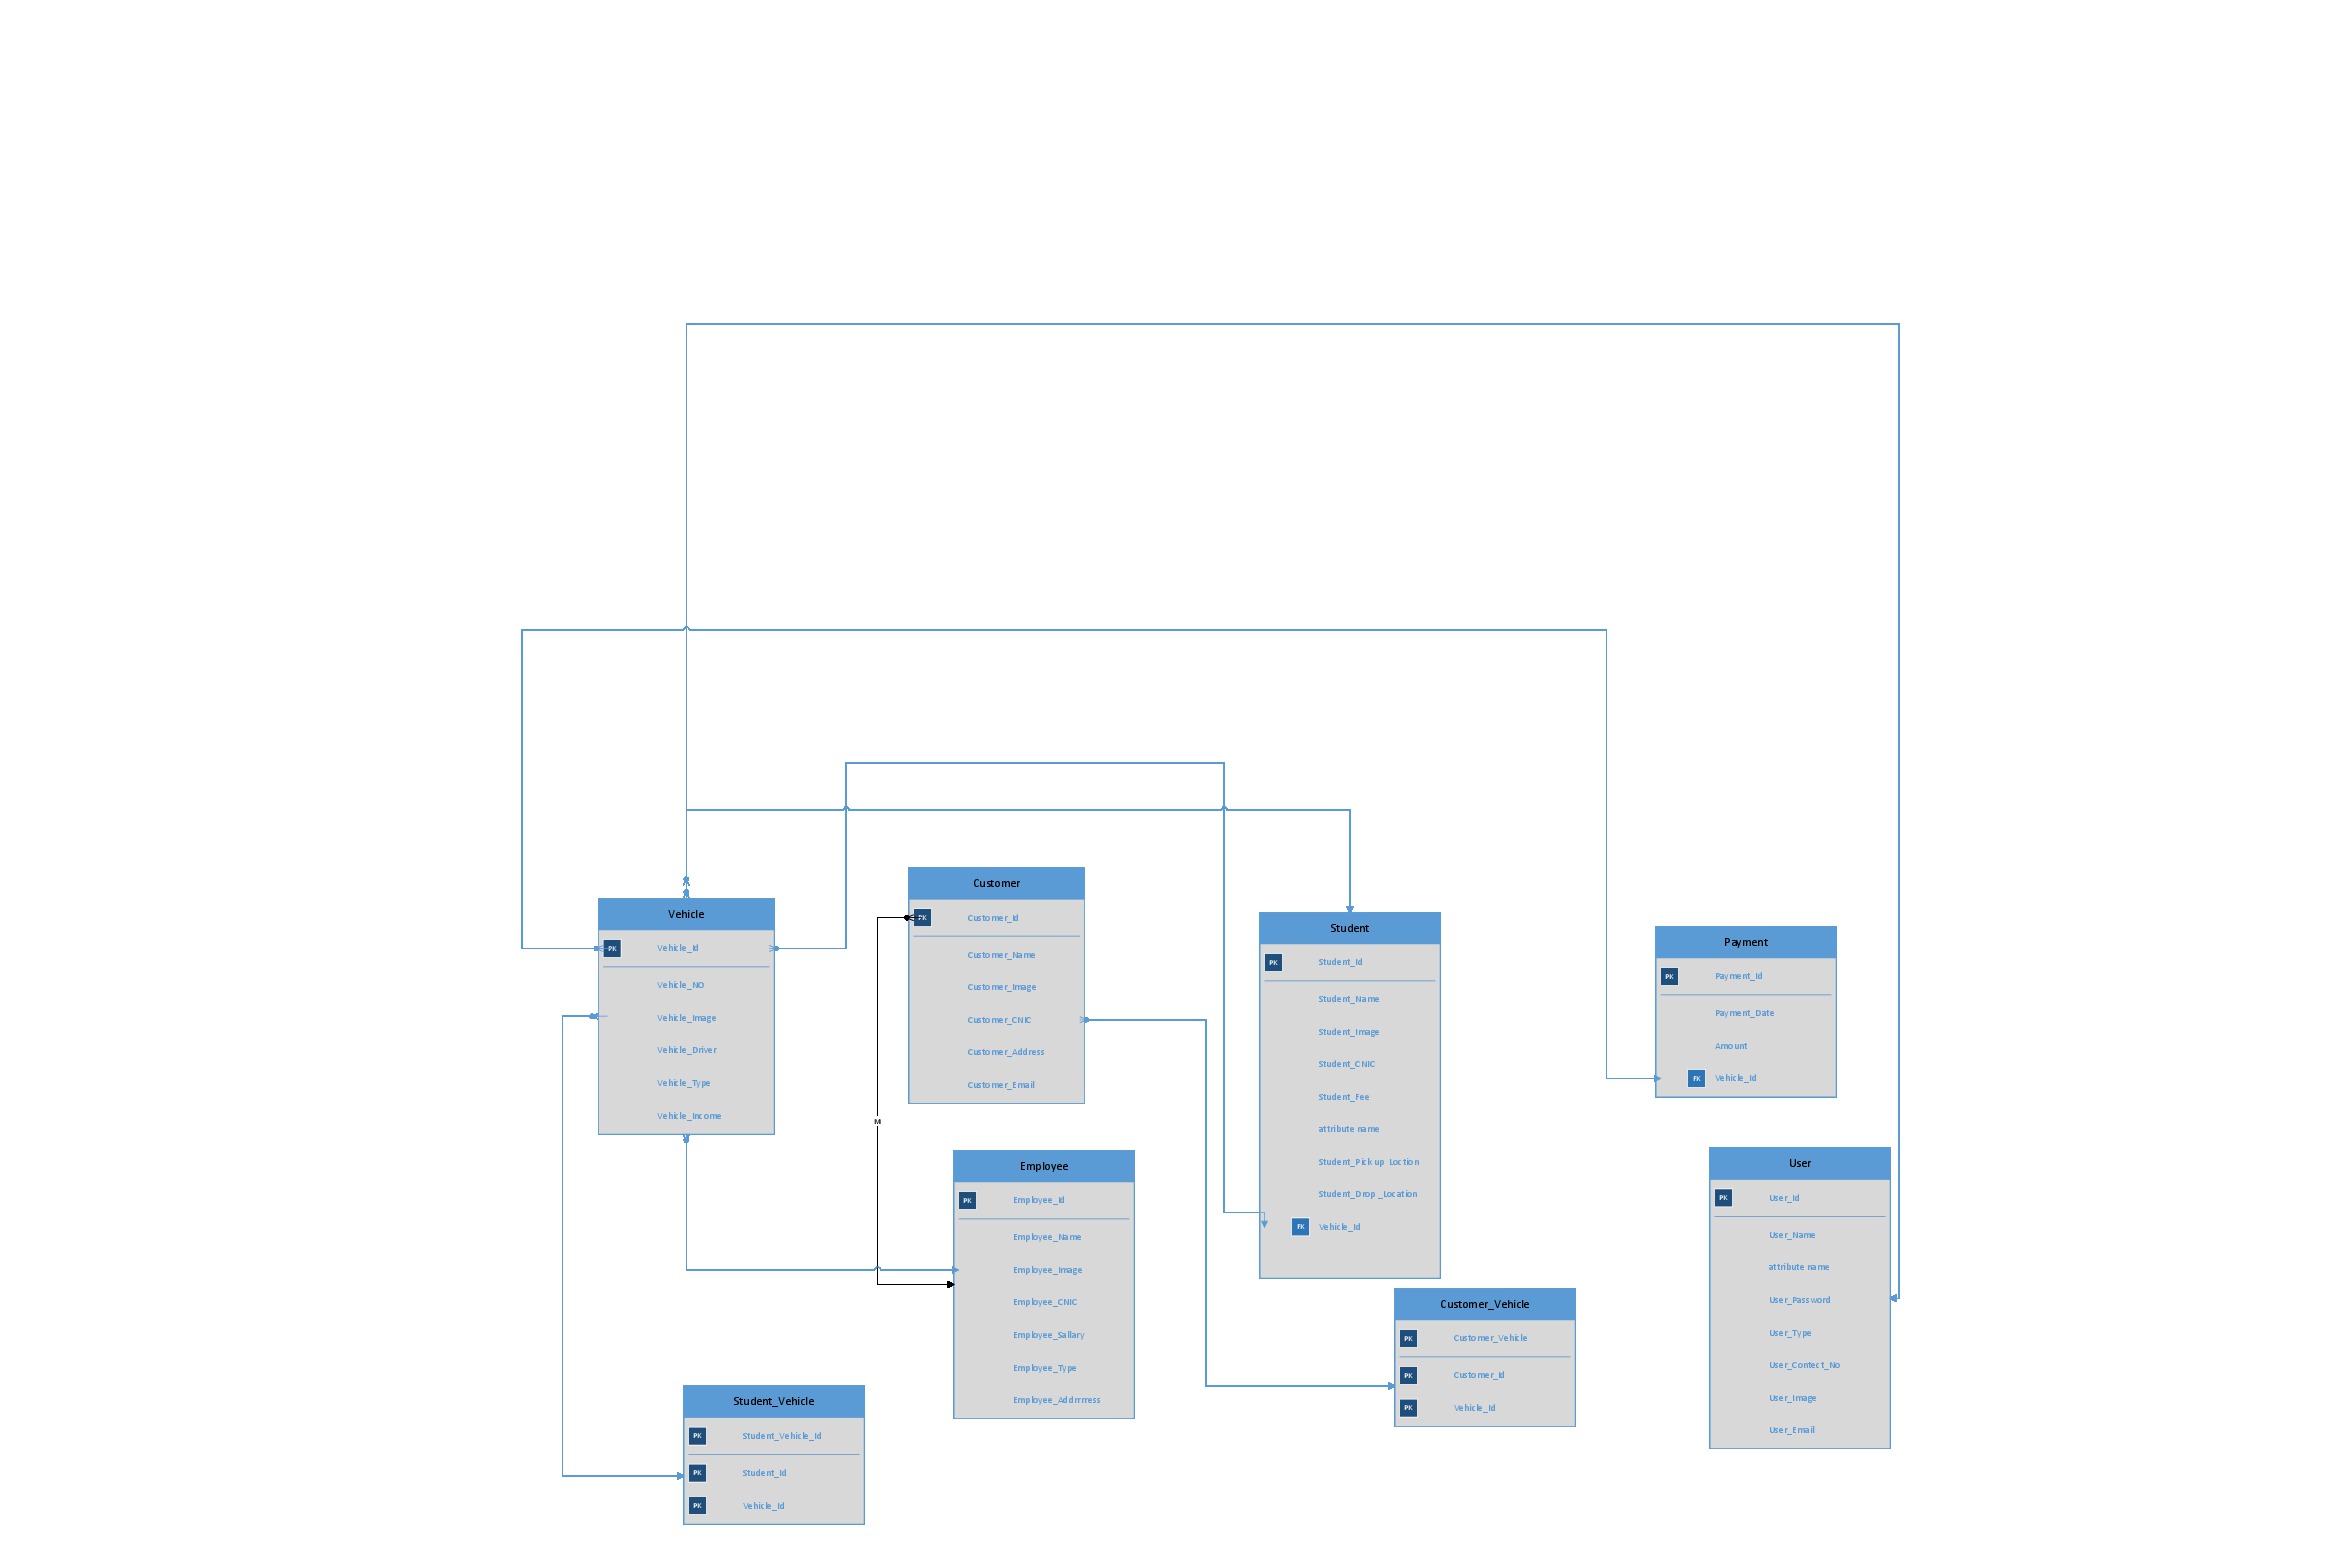 Vehicle
PK Vehicle_Id
Vehicle_NO
Vehicle_Image
Vehicle_Driver
Vehicle_Type
Vehicle_Income
Customer
PK Customer_Id
Customer_Name
Customer_Image
Customer_CNIC
Customer_Address
Customer_Email
M
Student
PK Student_Id
Student_Name
Student_Image
Student_CNIC
Student_Fee
attribute name
Student_Pick up_Loction
Student_Drop _Location
FK Vehicle_Id
Payment
PK Payment_Id
Payment_Date
Amount
FK Vehicle_Id
Employee
PK Employee_Id
Employee_Name
Employee_Image
Employee_CNIC
Employee_Sallary
Employee_Type
Employee_Addrrress
User
PK User_Id
User_Name
attribute name
User_Password
User_Type
User_Contect_No
User_Image
User_Email
Customer_Vehicle
PK Customer_Vehicle
PK Customer_Id
PK Vehicle_Id
Student_Vehicle
PK Student_Vehicle_Id
PK Student_Id
PK Vehicle_Id